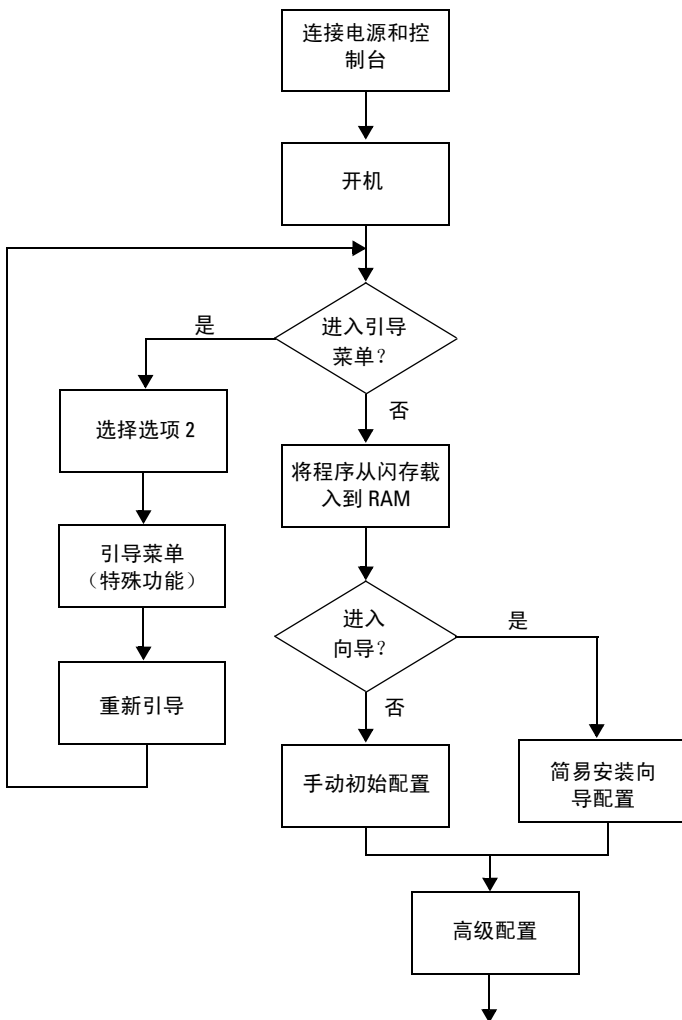 连接电源和控
制台
开机
进入引导
菜单？
是
否
选择选项 2
将程序从闪存载
入到 RAM
引导菜单
（特殊功能）
进入
向导？
是
重新引导
否
手动初始配置
简易安装向
导配置
高级配置